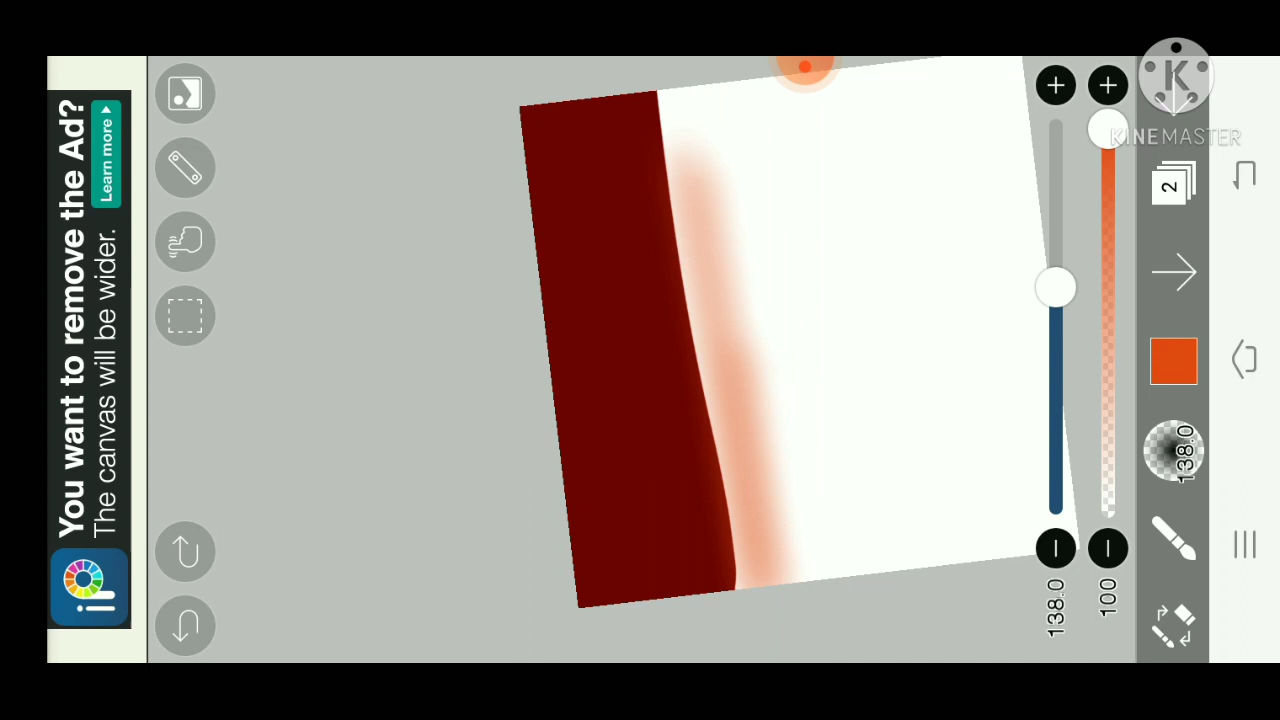 You want to remove the Ad?
The canvas will be wider.
Learn more
KINEMASTER
K
2
138.0
138.0
100